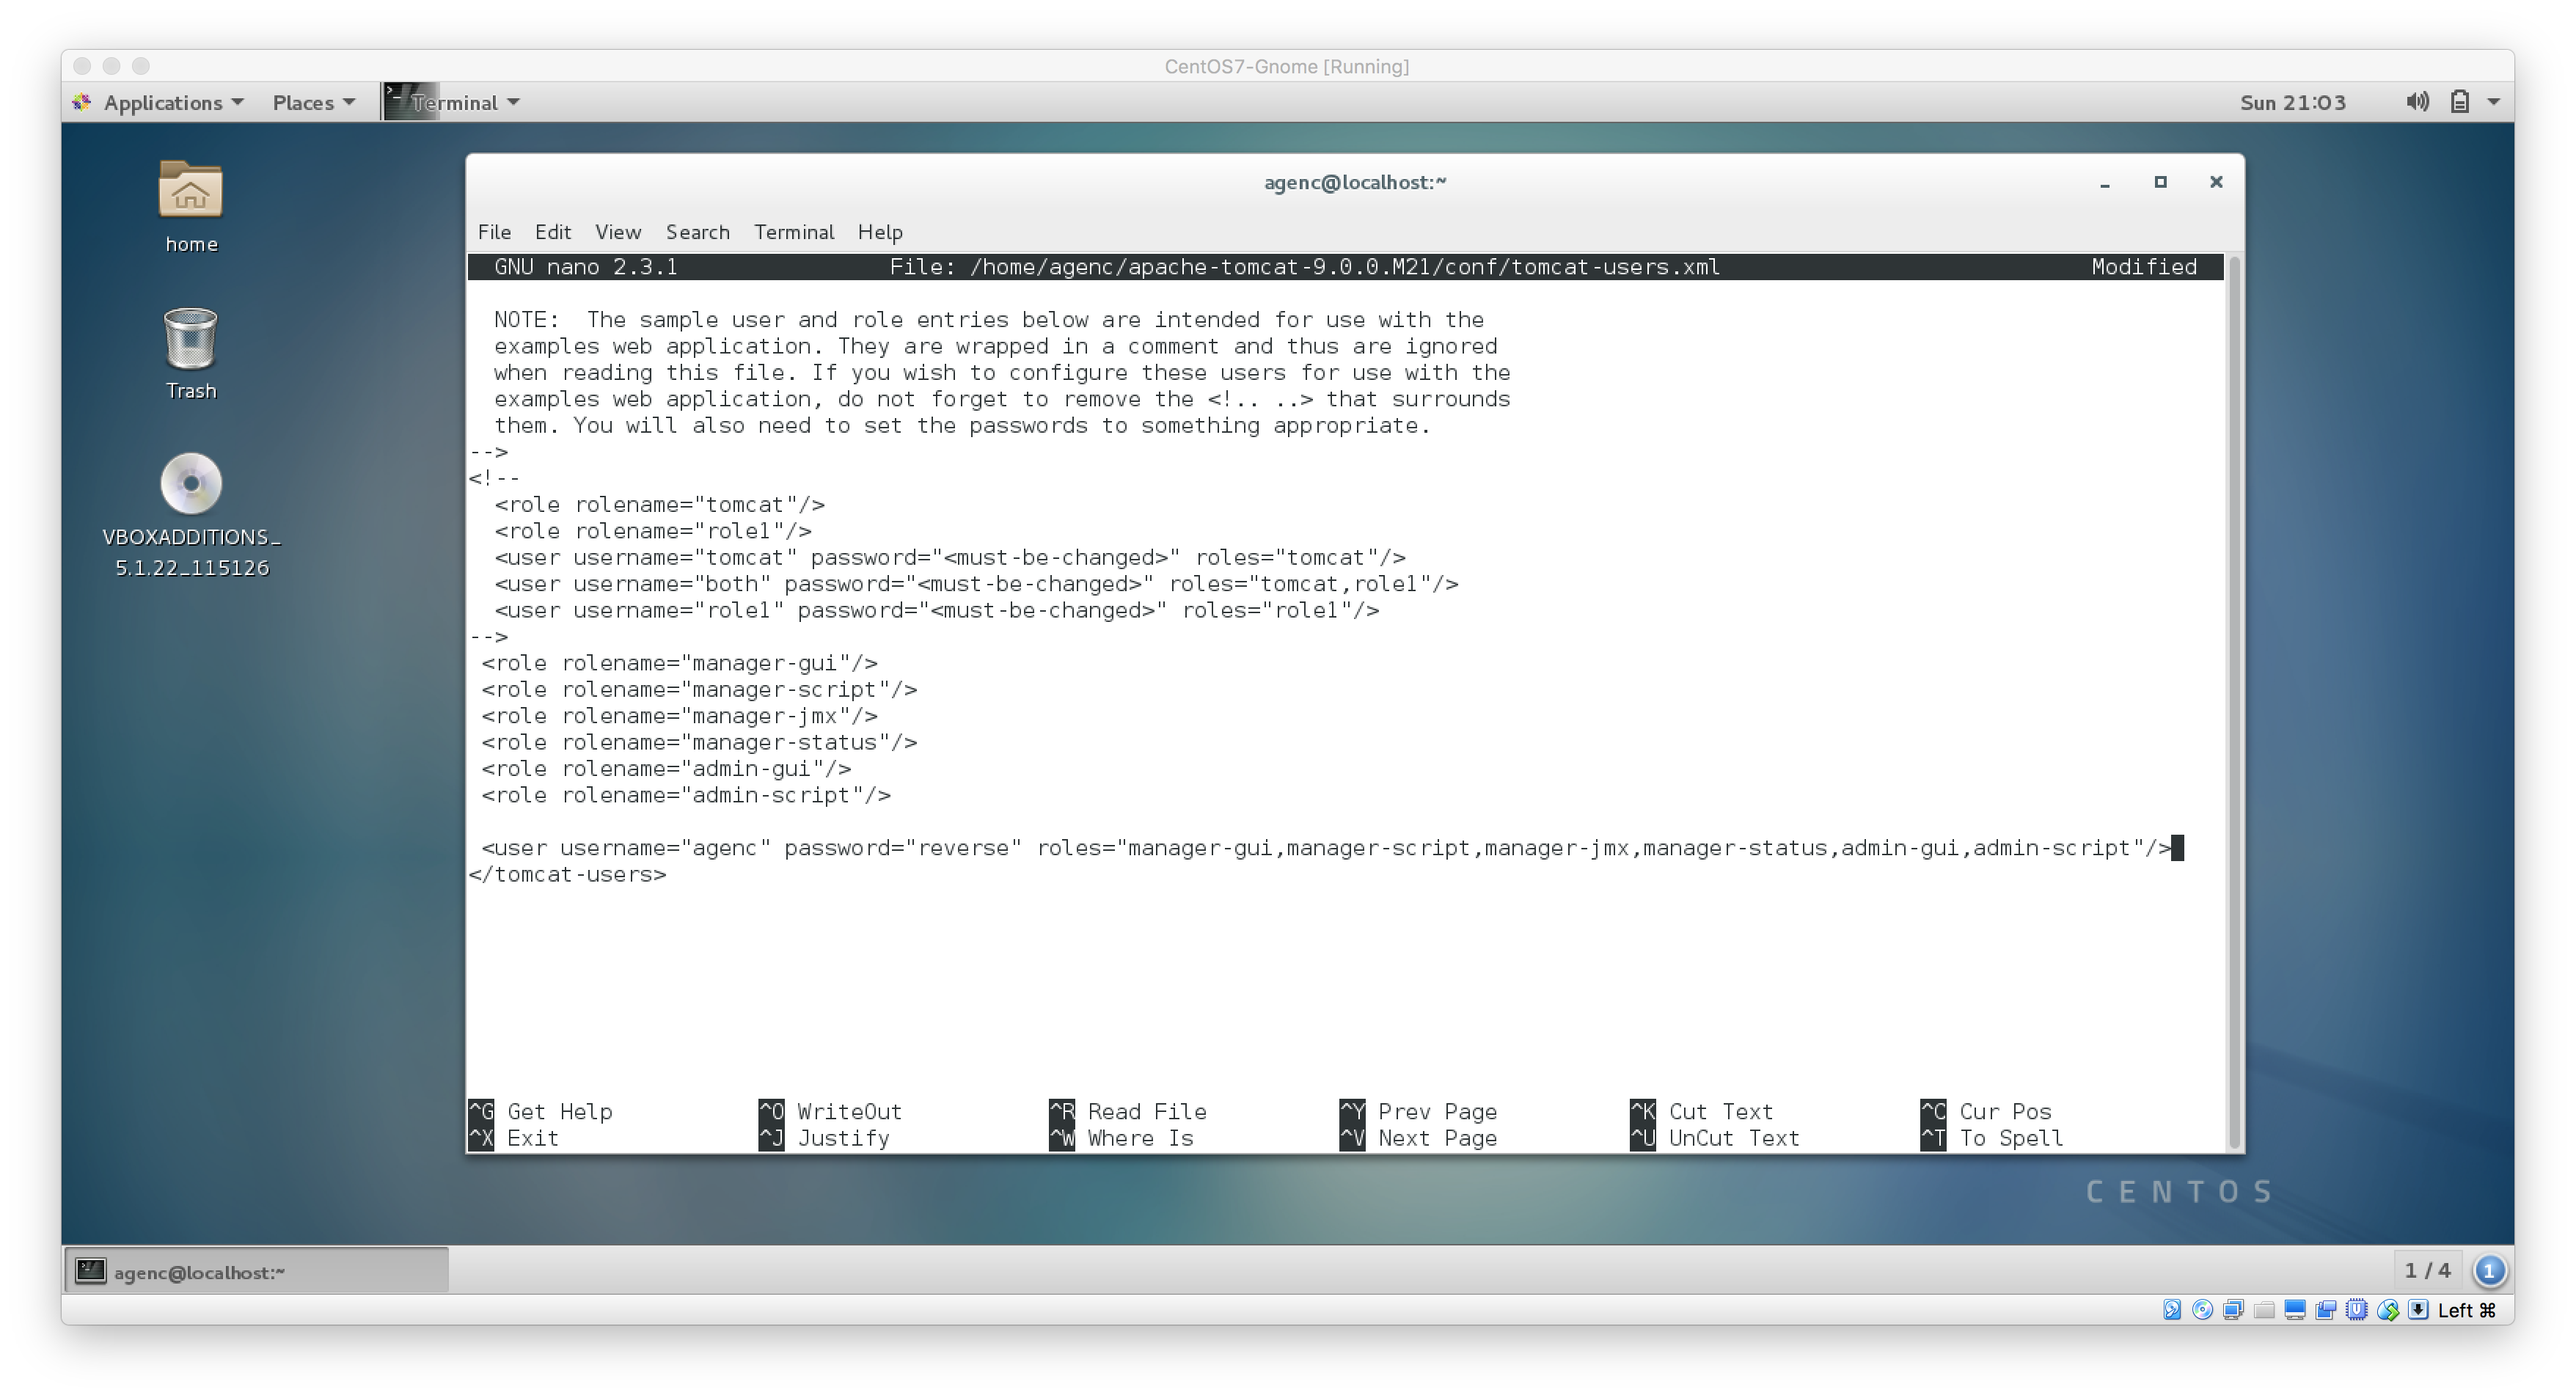 CentOS7-Gnome [Running]
Applications Places Terminal Sun 21:03
home
Trash
VBOXADDITIONS_
5.1.22_115126
agenc@localhost:~
File Edit View Search Terminal Help
GNU nano 2.3.1 File: /home/agenc/apache-tomcat-9.0.0.M21/conf/tomcat-users.xml Modified
NOTE:  The sample user and role entries below are intended for use with the
examples web application. They are wrapped in a comment and thus are ignored
when reading this file. If you wish to configure these users for use with the
examples web application, do not forget to remove the <!.. ..> that surrounds
them. You will also need to set the passwords to something appropriate.
-->
<!--
<role rolename="tomcat"/>
<role rolename="role1"/>
<user username="tomcat" password="<must-be-changed>" roles="tomcat"/>
<user username="both" password="<must-be-changed>" roles="tomcat,role1"/>
<user username="role1" password="<must-be-changed>" roles="role1"/>
-->
<role rolename="manager-gui"/>
<role rolename="manager-script"/>
<role rolename="manager-jmx"/>
<role rolename="manager-status"/>
<role rolename="admin-gui"/>
<role rolename="admin-script"/>
<user username="agenc" password="reverse" roles="manager-gui,manager-script,manager-jmx,manager-status,admin-gui,admin-script"/>
</tomcat-users>
^G Get Help ^O WriteOut ^R Read File ^Y Prev Page ^K Cut Text ^C Cur Pos
^X Exit ^J Justify ^W Where Is ^V Next Page ^U UnCut Text ^T To Spell
CENTOS
agenc@localhost:~ 1 / 4 1
Left ⌘